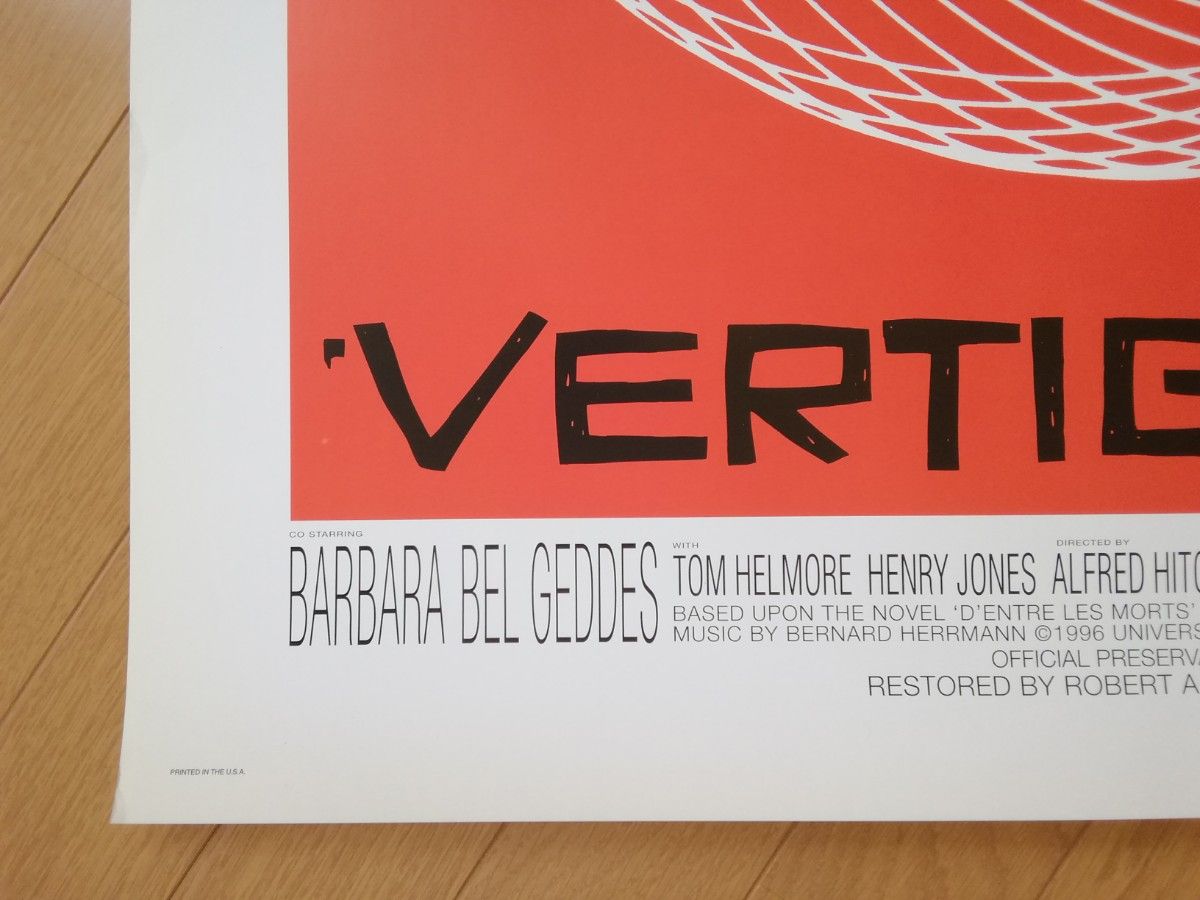 'VERTIG
CO STARRING
BARBARA BEL GEDDES
WITH
TOM HELMORE HENRY JONES
DIRECTED BY
ALFRED HITC
BASED UPON THE NOVEL 'D'ENTRE LES MORTS'
MUSIC BY BERNARD HERRMANN ©1996 UNIVERS
OFFICIAL PRESERVA
RESTORED BY ROBERT A.
PRINTED IN THE U.S.A.